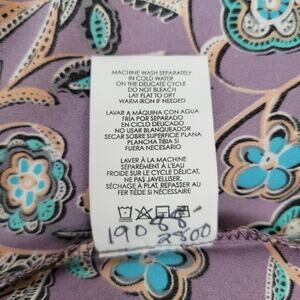 MACHINE WASH SEPARATELY
IN COLD WATER
ON THE DELICATE CYCLE
DO NOT BLEACH
LAY FLAT TO DRY
WARM IRON IF NEEDED
LAVAR A MÁQUINA CON AGUA
FRÍA POR SEPARADO
EN CICLO DELICADO
NO USAR BLANQUEADOR
SECAR SOBRE SUPERFICIE PLANA
PLANCHA TIBIA SI
FUERA NECESARIO
LAVER À LA MACHINE
SÉPARÉMENT À L'EAU
FROIDE SUR LE CYCLE DÉLICAT,
NE PAS JAVELLISER.
SÉCHAGE À PLAT, REPASSER AU
FER TIÈDE SI NÉCESSAIRE
19088-
2800